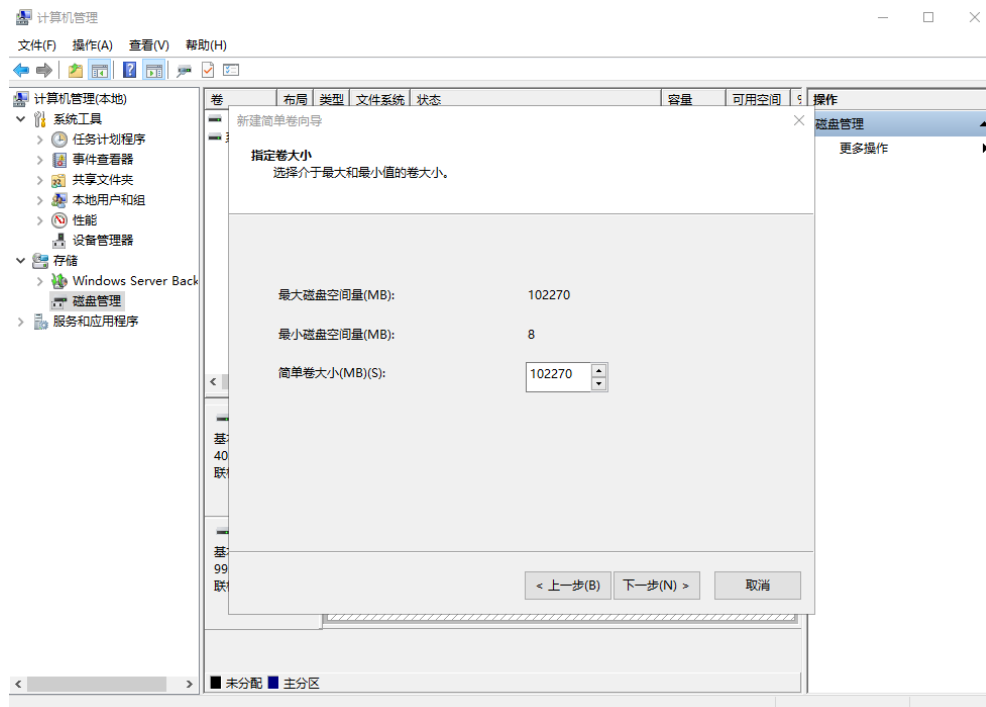 计算机管理
文件(F) 操作(A) 查看(V) 帮助(H)
计算机管理(本地)
系统工具
任务计划程序
事件查看器
共享文件夹
本地用户和组
性能
设备管理器
存储
Windows Server Back
磁盘管理
服务和应用程序
卷 布局 类型 文件系统 状态 容量 可用空间
基
40
联
基
99
联
未分配 主分区
新建简单卷向导
指定卷大小
选择介于最大和最小值的卷大小。
最大磁盘空间量(MB): 102270
最小磁盘空间量(MB): 8
简单卷大小(MB)(S): 102270
< 上一步(B) 下一步(N) > 取消
操作
磁盘管理
更多操作